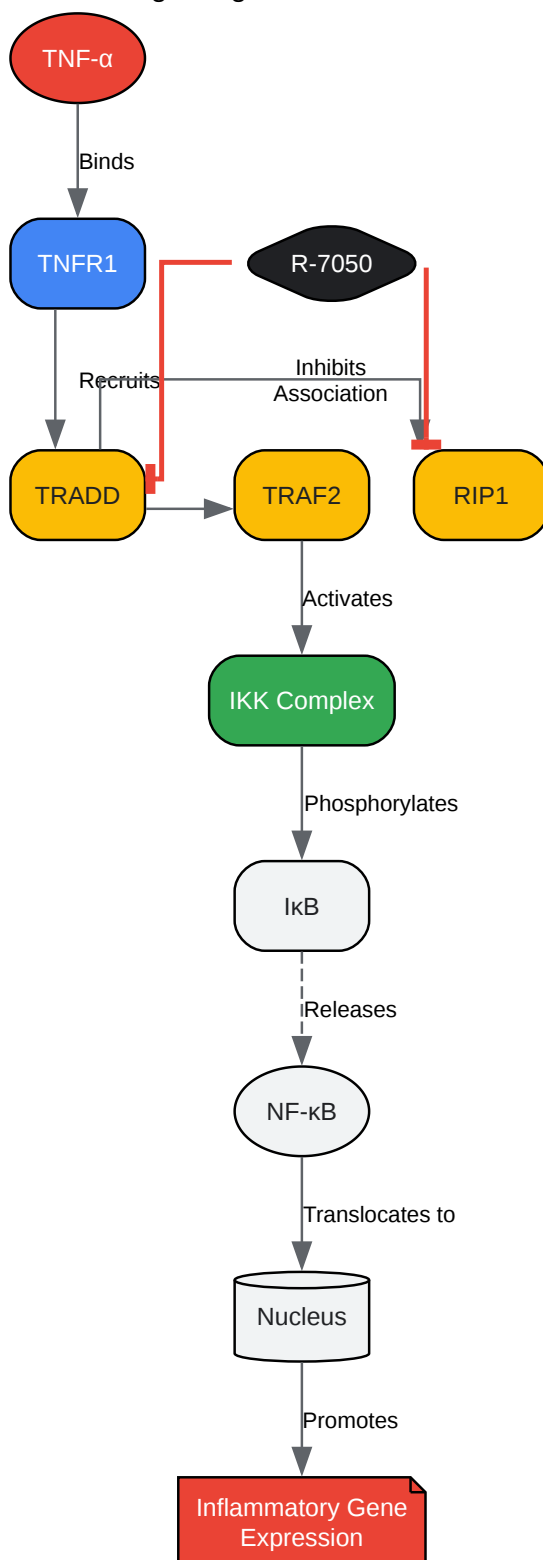 TNF-α
Binds
TNFR1
R-7050
Recruits
Inhibits
Association
TRADD
TRAF2
RIP1
Activates
IKK Complex
Phosphorylates
IκB
Releases
NF-κB
Translocates to
Nucleus
Promotes
Inflammatory Gene
Expression